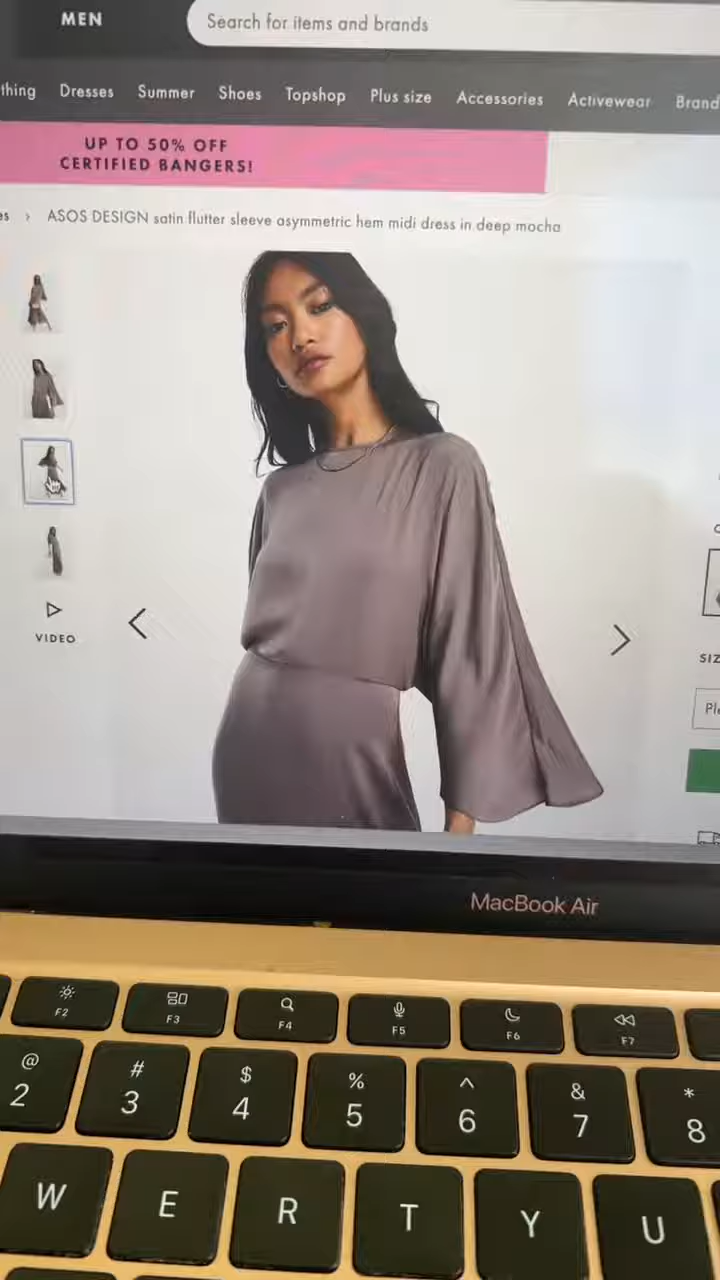 MEN
Search for items and brands
thing Dresses Summer Shoes Topshop Plus size Accessories Activewear Brand
UP TO 50% OFF
CERTIFIED BANGERS!
es > ASOS DESIGN satin flutter sleeve asymmetric hem midi dress in deep mocha
VIDEO
SIZ
Ple
MacBook Air
F2 F3 F4 F5 F6 F7
@ # $ % ^ & *
2 3 4 5 6 7 8
W E R T Y U